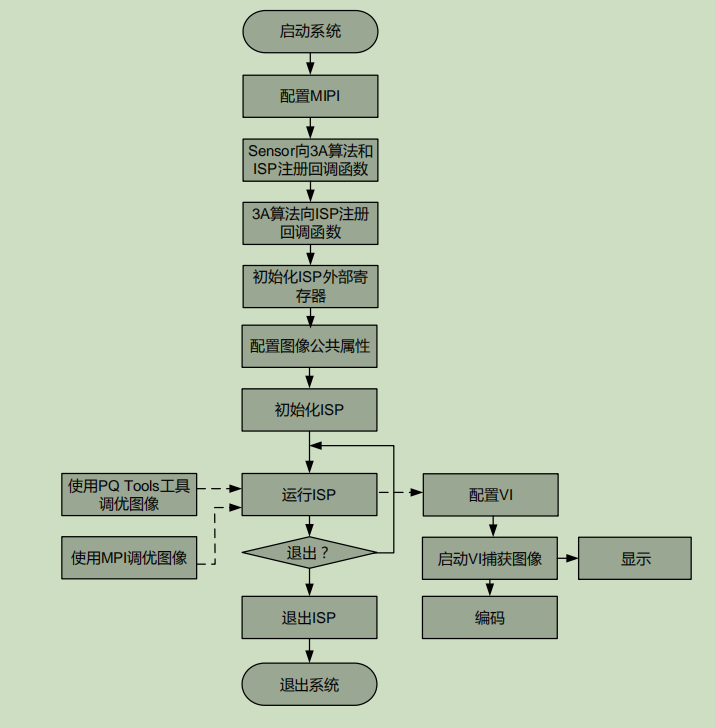 启动系统
配置MIPI
Sensor向3A算法和
ISP注册回调函数
3A算法向ISP注册
回调函数
初始化ISP外部寄
存器
配置图像公共属性
初始化ISP
使用PQ Tools工具
调优图像
运行ISP
配置VI
使用MPI调优图像
退出？
启动VI捕获图像
显示
退出ISP
编码
退出系统